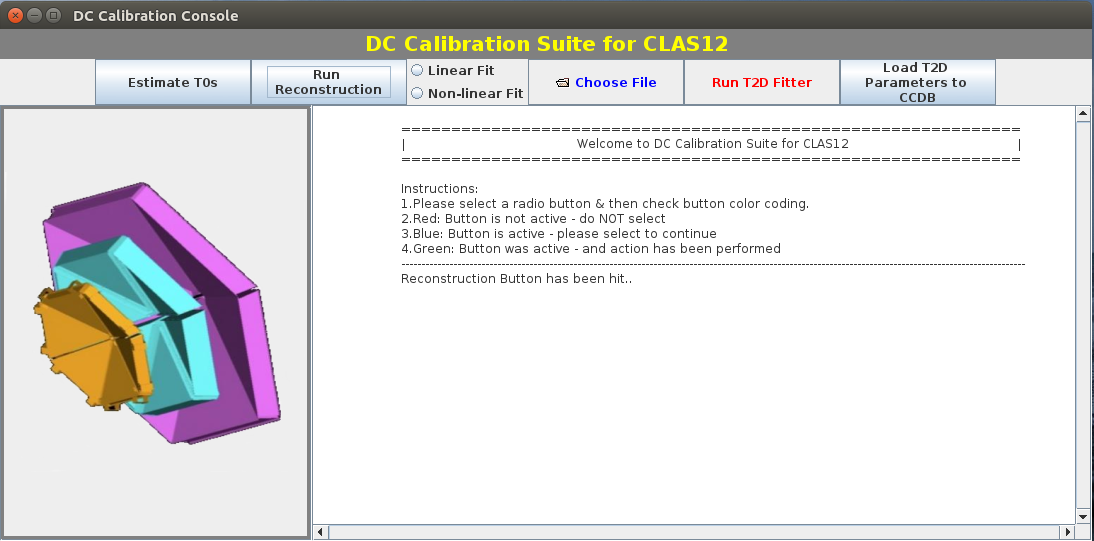 DC Calibration Console
DC Calibration Suite for CLAS12
Estimate T0s
Run
Reconstruction
Linear Fit
Non-linear Fit
Choose File
Run T2D Fitter
Load T2D
Parameters to
CCDB
==============================================================
| Welcome to DC Calibration Suite for CLAS12 |
==============================================================
Instructions:
1.Please select a radio button & then check button color coding.
2.Red: Button is not active - do NOT select
3.Blue: Button is active - please select to continue
4.Green: Button was active - and action has been performed
------------------------------------------------------------------------------------------------------------------------------------------------------------
Reconstruction Button has been hit..